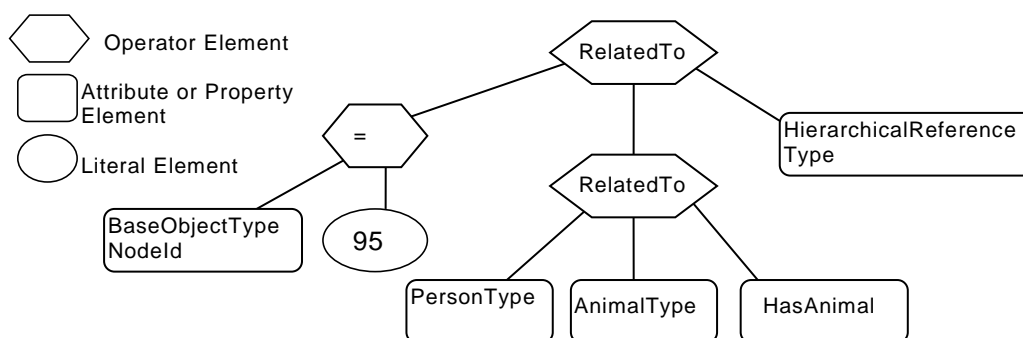 Operator Element
Attribute or Property
Element
Literal Element
RelatedTo
=
HierarchicalReference
Type
RelatedTo
BaseObjectType
NodeId
95
PersonType
AnimalType
HasAnimal